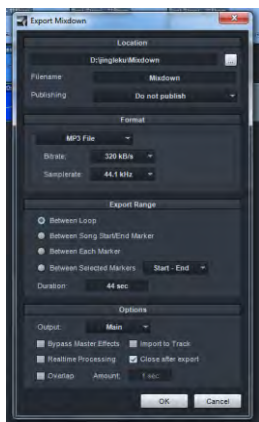 Export Mixdown
Location
D:\jingleku\Mixdown
...
Filename Mixdown
Publishing Do not publish
Format
MP3 File
Bitrate: 320 kB/s
Samplerate: 44.1 kHz
Export Range
Between Loop
Between Song Start/End Marker
Between Each Marker
Between Selected Markers Start - End
Duration: 44 sec
Options
Output: Main
Bypass Master Effects Import to Track
Realtime Processing Close after export
Overlap Amount: 1 sec
OK Cancel